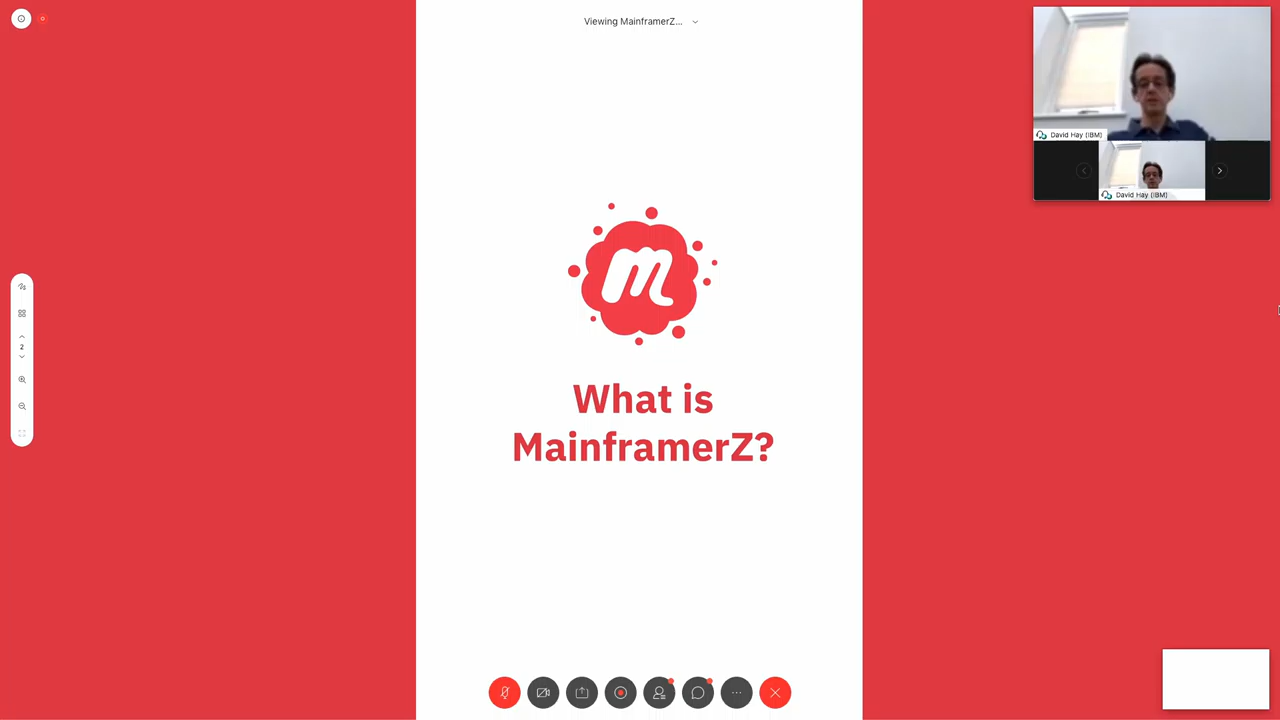 Viewing MainframerZ...
David Hay (IBM)
David Hay (IBM)
2
m
What is
MainframerZ?